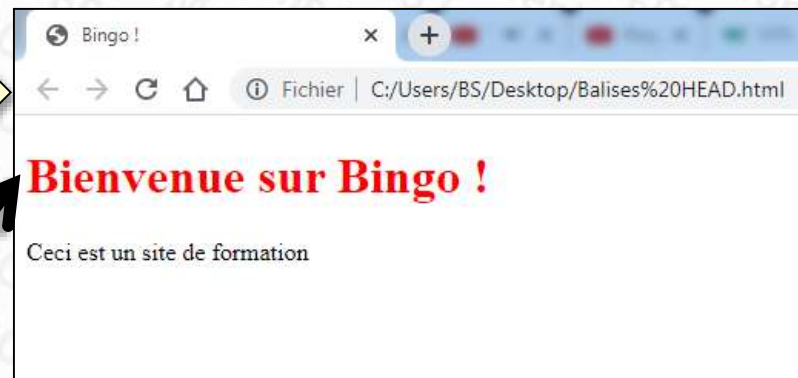 Bingo !
Fichier | C:/Users/BS/Desktop/Balises%20HEAD.html
Bienvenue sur Bingo !
Ceci est un site de formation